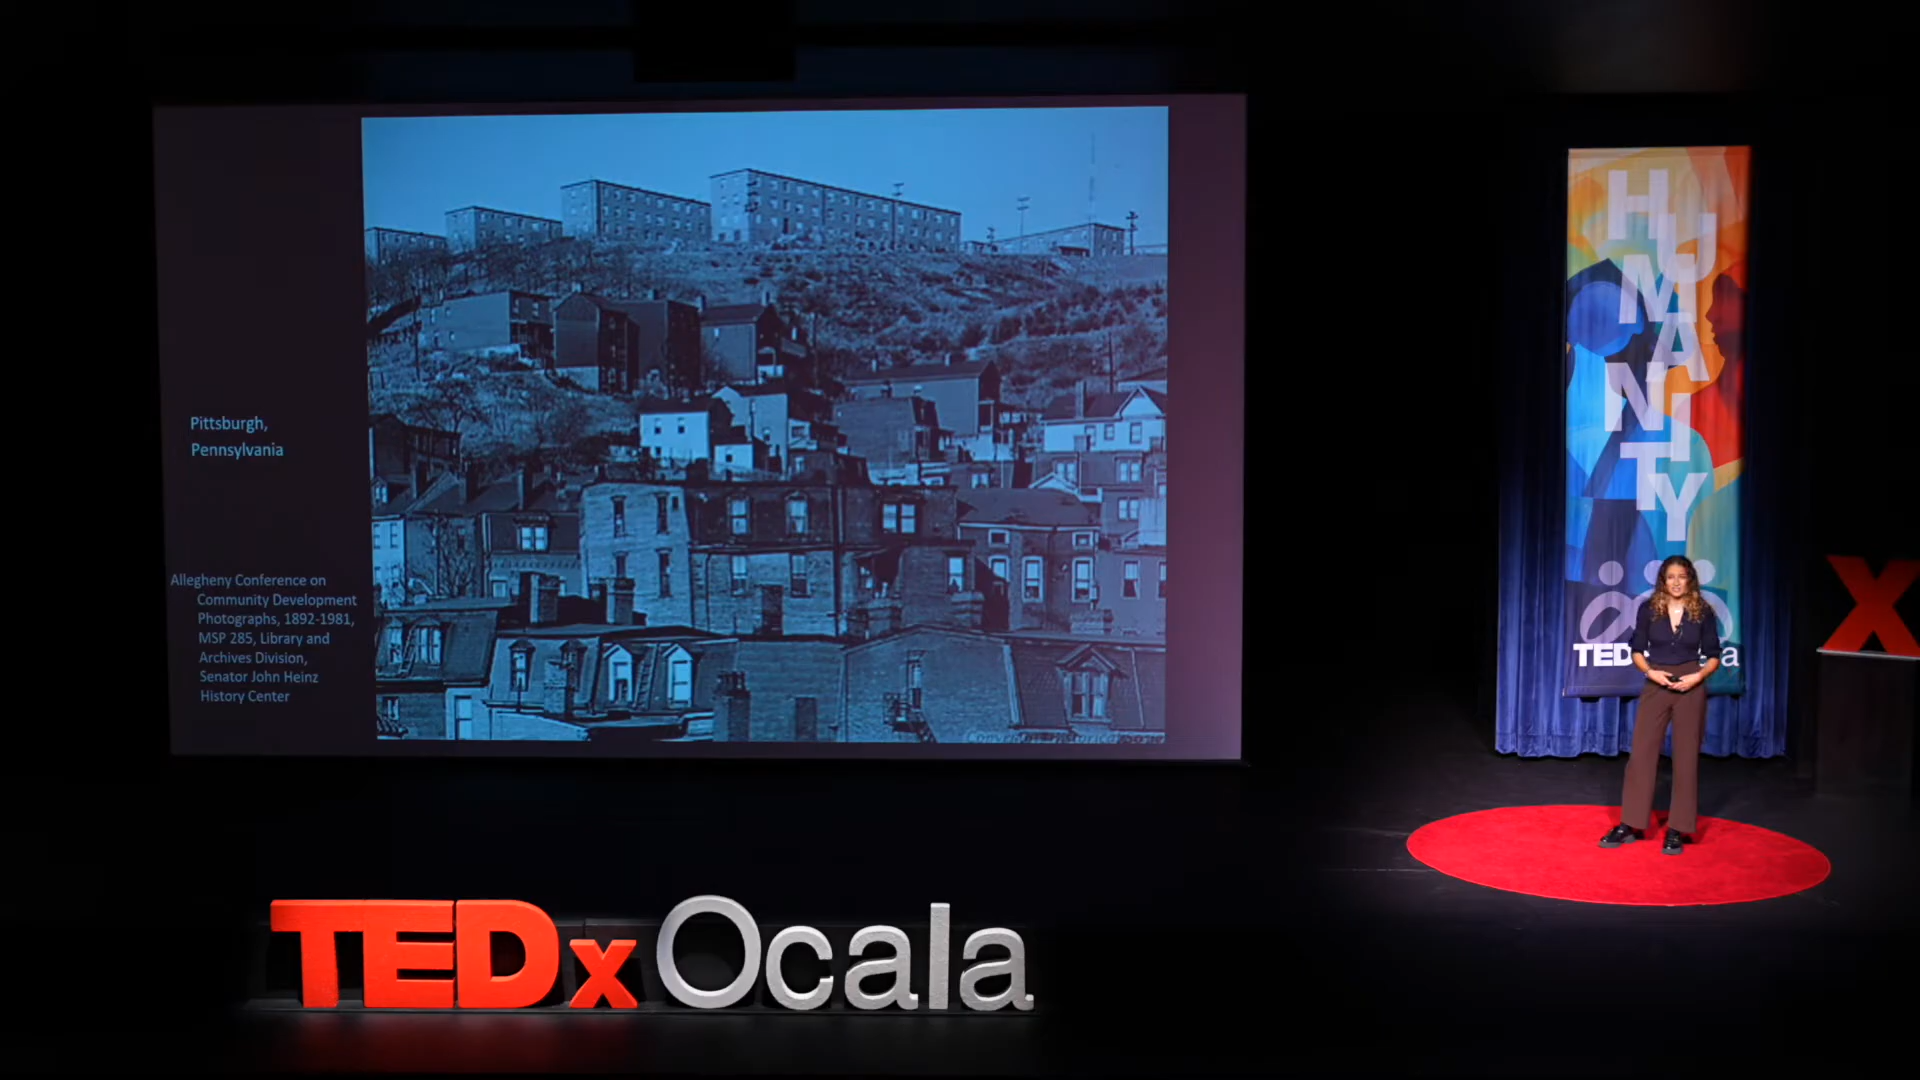 Pittsburgh,
Pennsylvania
Allegheny Conference on
Community Development
Photographs, 1892-1981,
MSP 285, Library and
Archives Division,
Senator John Heinz
History Center
HUMANITY
TED
a
X
TEDxOcala